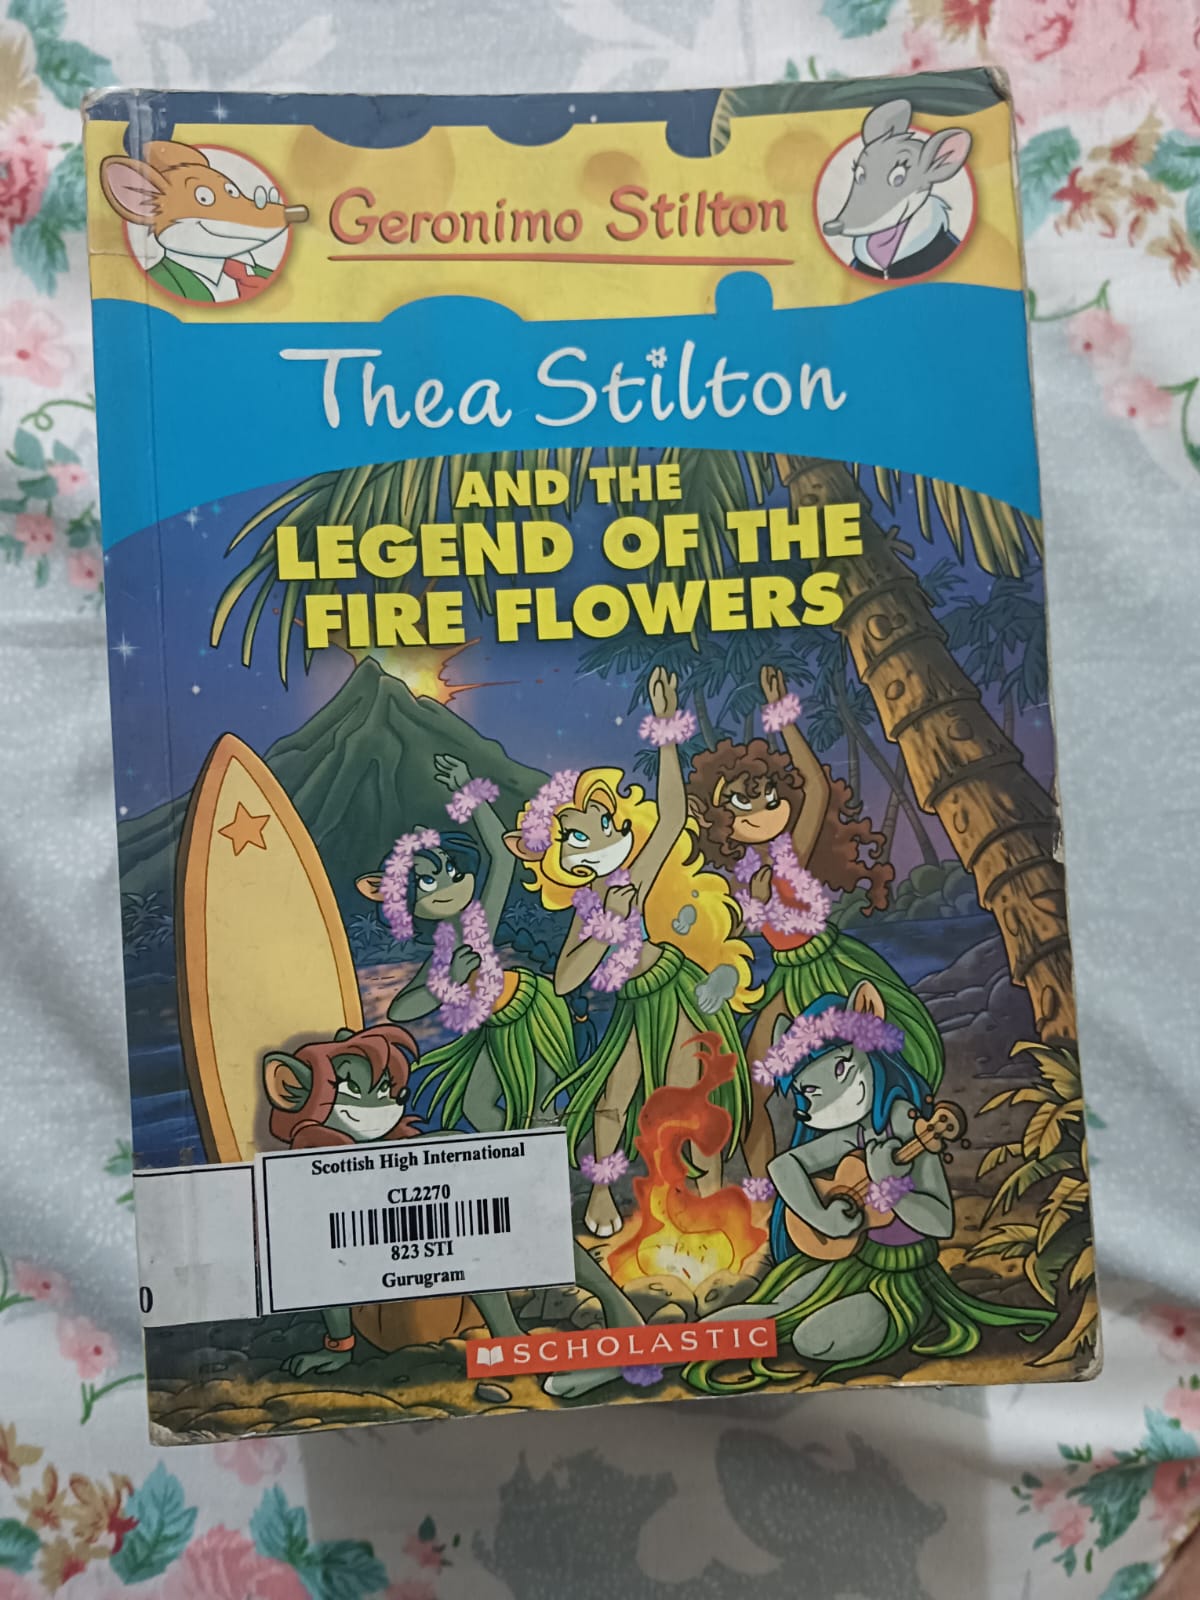 Geronimo Stilton
Thea Stilton
AND THE
LEGEND OF THE
FIRE FLOWERS
Scottish High International
CL2270
823 STI
Gurugram
0
SCHOLASTIC